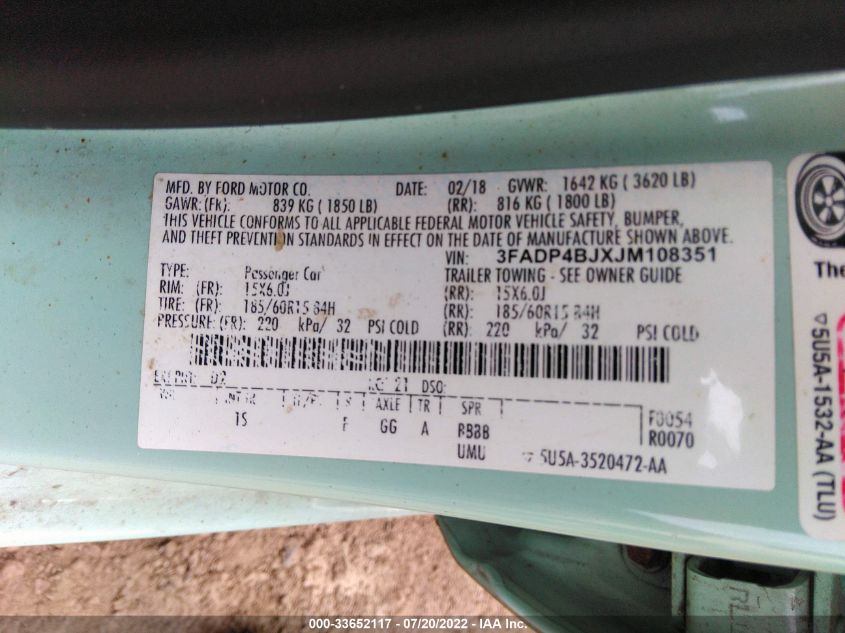 MFD. BY FORD MOTOR CO. DATE: 02/18 GVWR: 1642 KG ( 3620 LB)
GAWR: (FR): 839 KG ( 1850 LB) (RR): 816 KG ( 1800 LB)
THIS VEHICLE CONFORMS TO ALL APPLICABLE FEDERAL MOTOR VEHICLE SAFETY, BUMPER,
AND THEFT PREVENTION STANDARDS IN EFFECT ON THE DATE OF MANUFACTURE SHOWN ABOVE.
VIN: 3FADP4BJXJM108351
TYPE: Passenger Car TRAILER TOWING - SEE OWNER GUIDE
RIM: (FR): 15X6.0J (RR): 15X6.0J
TIRE: (FR): 185/60R15 84H (RR): 185/60R15 84H
PRESSURE: (FR): 220 kPa/ 32 PSI COLD (RR): 220 kPa/ 32 PSI COLD
21 DSO:
AXLE TR SPR
TS GG A F0054
UMU R0070
5U5A-3520472-AA
The
5U5A-1532-AA (TLU)
000-33652117 - 07/20/2022 - IAA Inc.